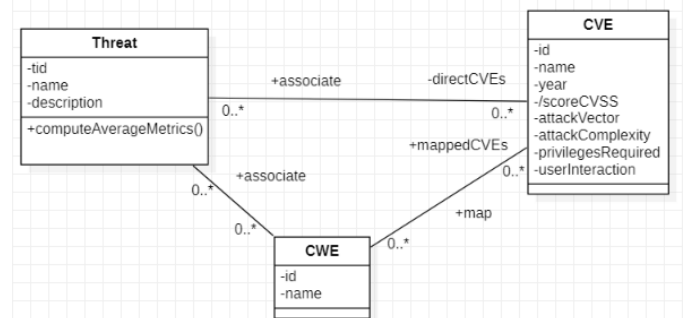 Threat
-tid
-name
-description
+computeAverageMetrics()
+associate
-directCVEs
0..*
0..*
CVE
-id
-name
-year
-/scoreCVSS
-attackVector
-attackComplexity
-privilegesRequired
-userInteraction
+mappedCVEs
0..*
+associate
0..*
0..*
+map
0..*
CWE
-id
-name